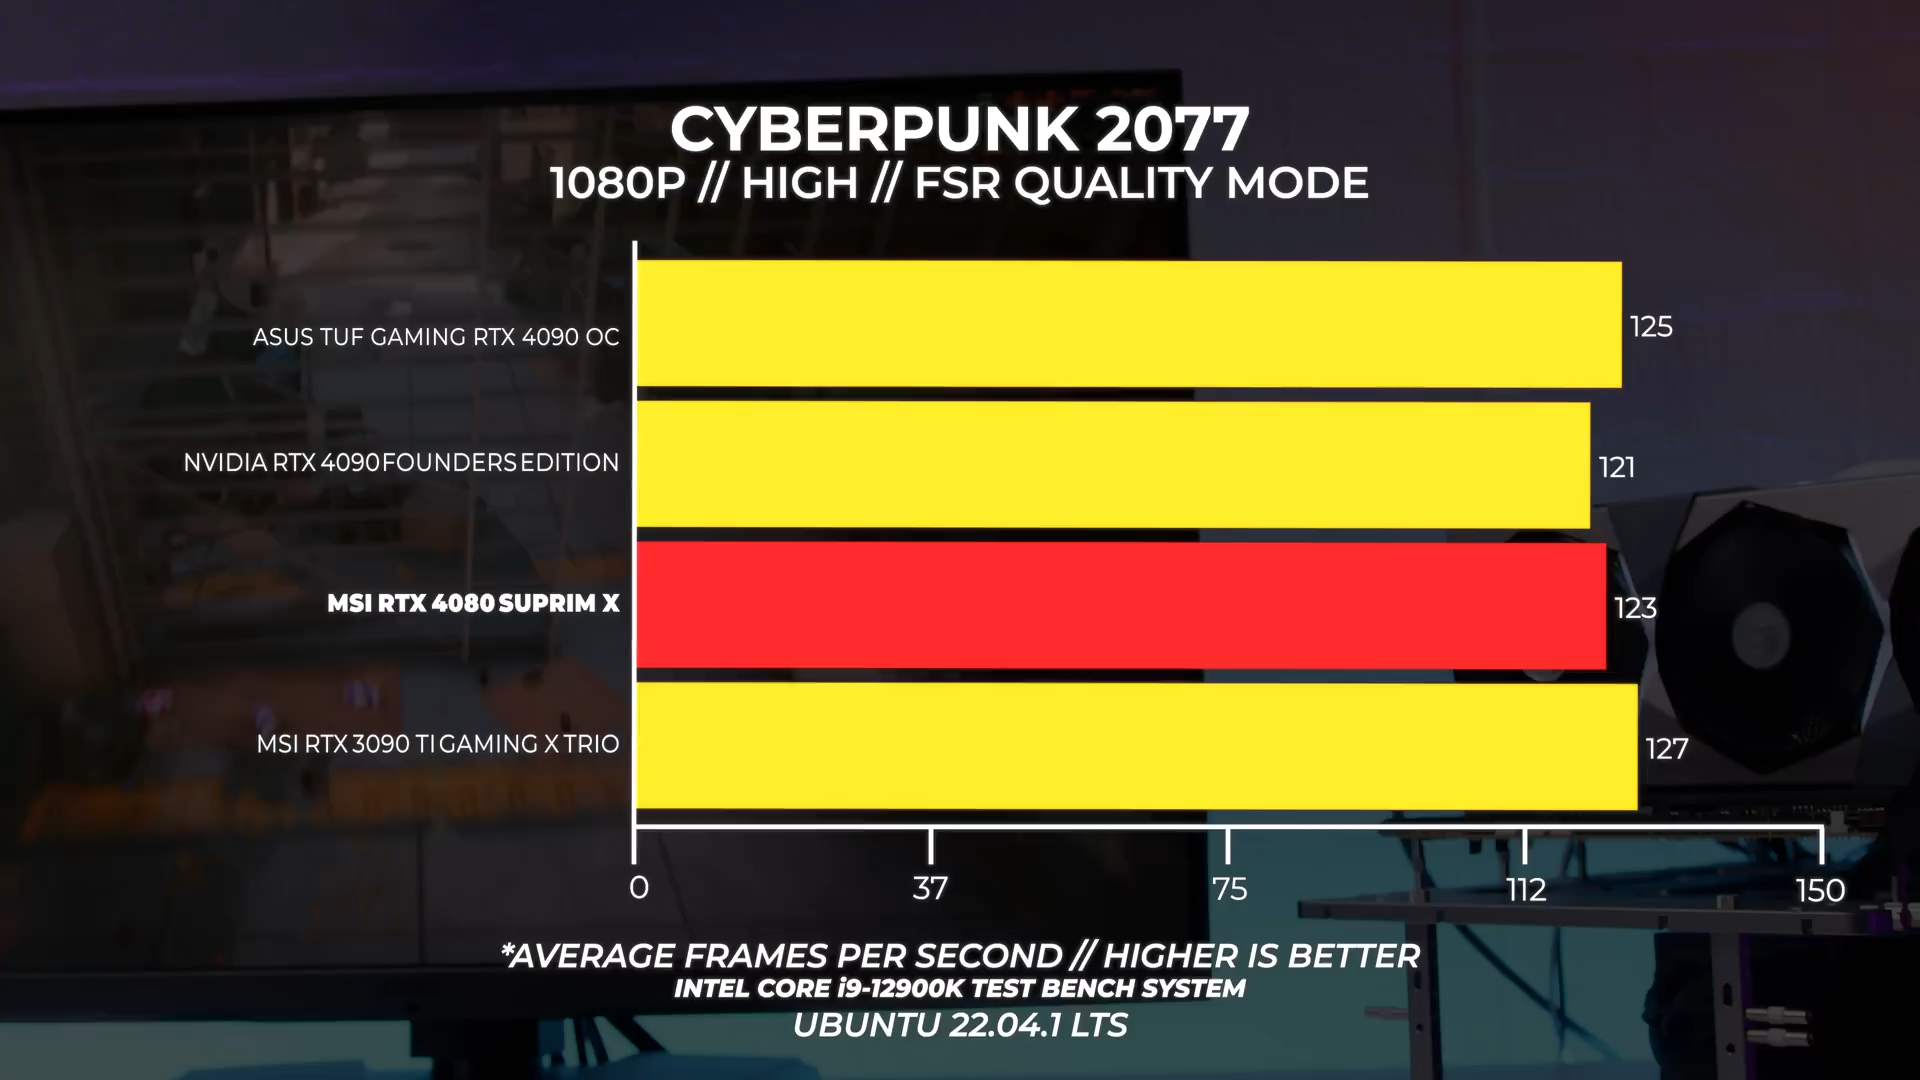 CYBERPUNK 2077
1080P // HIGH // FSR QUALITY MODE
ASUS TUF GAMING RTX 4090 OC
125
NVIDIA RTX 4090 FOUNDERS EDITION
121
MSI RTX 4080 SUPRIM X
123
MSI RTX 3090 TI GAMING X TRIO
127
0 37 75 112 150
*AVERAGE FRAMES PER SECOND // HIGHER IS BETTER
INTEL CORE i9-12900K TEST BENCH SYSTEM
UBUNTU 22.04.1 LTS